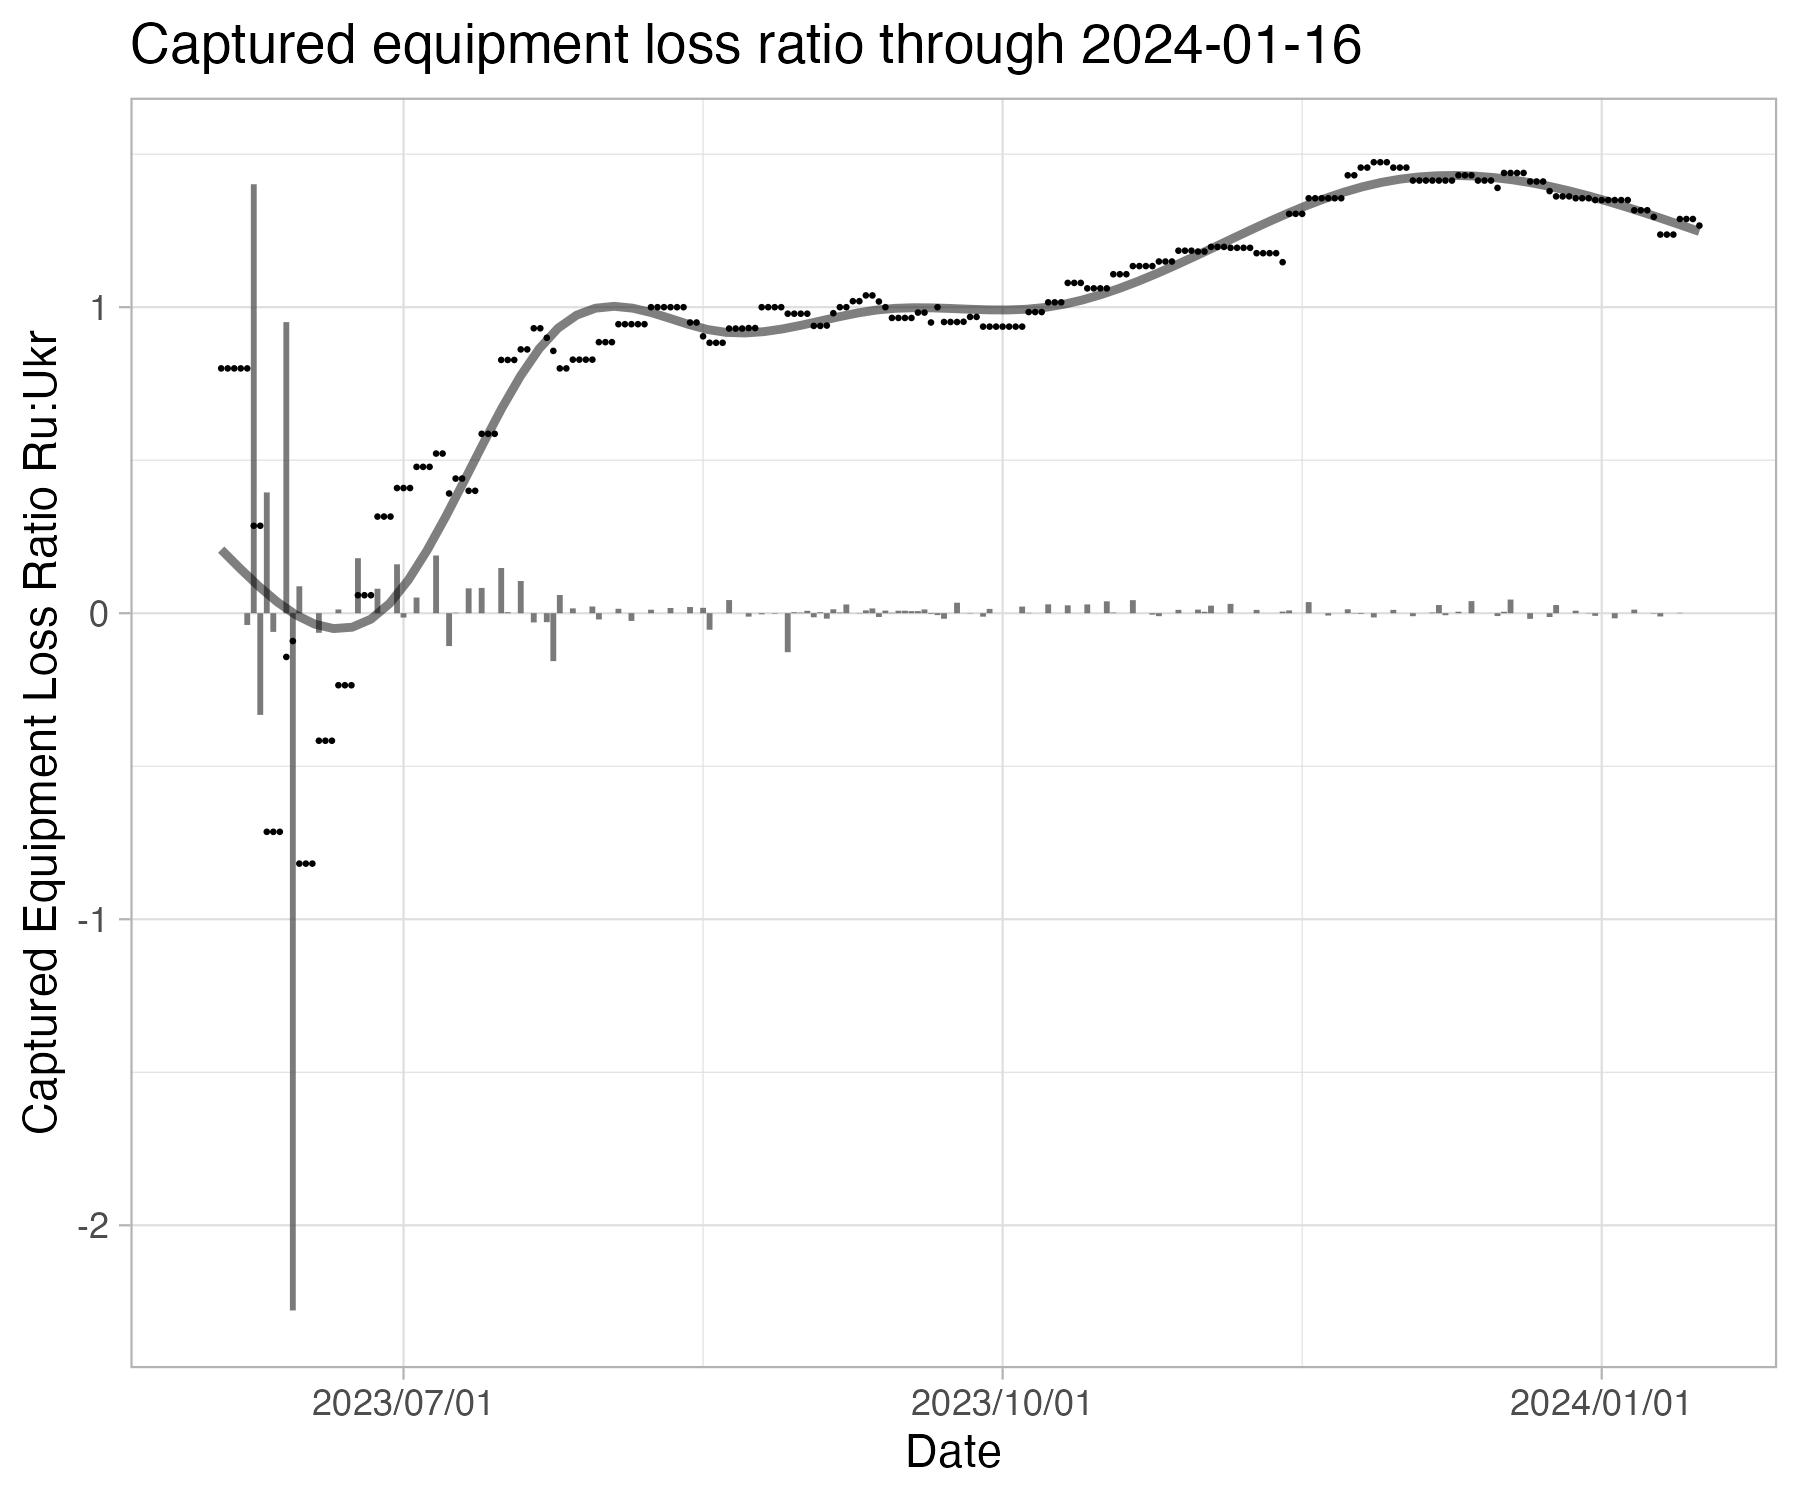 Captured equipment loss ratio through 2024-01-16
Captured Equipment Loss Ratio Ru:Ukr
1
0
-1
-2
2023/07/01
2023/10/01
2024/01/01
Date